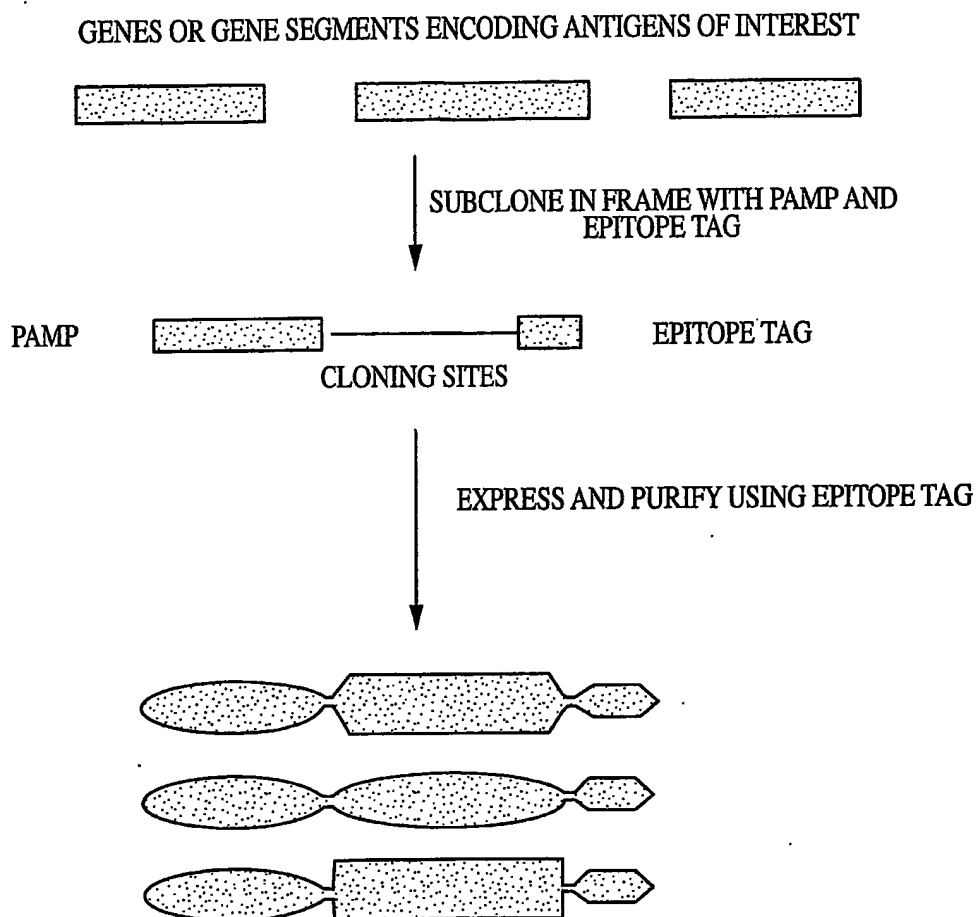 GENES OR GENE SEGMENTS ENCODING ANTIGENS OF INTEREST
SUBCLONE IN FRAME WITH PAMP AND
EPITOPE TAG
PAMP
EPITOPE TAG
CLONING SITES
EXPRESS AND PURIFY USING EPITOPE TAG